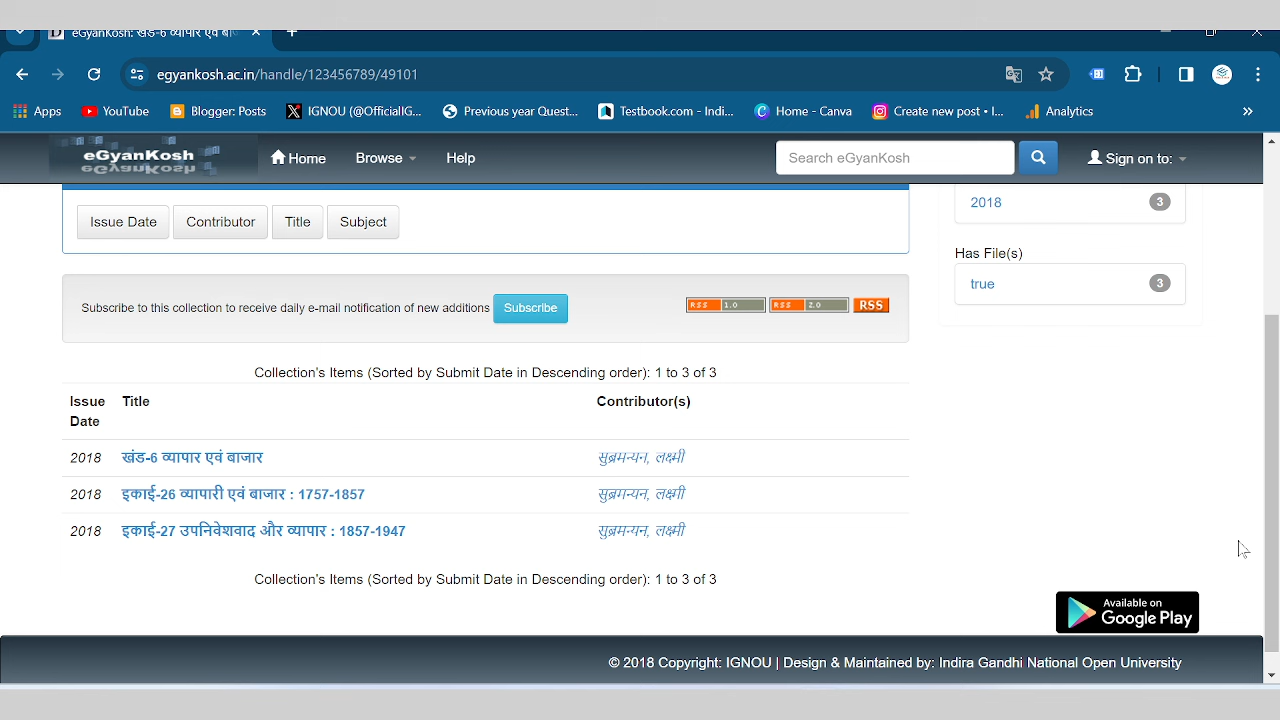 eGyanKosh: खंड-6 व्यापार एवं बा
egyankosh.ac.in/handle/123456789/49101
Apps YouTube Blogger: Posts IGNOU (@OfficialIG... Previous year Quest... Testbook.com - Indi... Home - Canva Create new post • I... Analytics
eGyanKosh Home Browse Help Search eGyanKosh Sign on to:
Issue Date Contributor Title Subject
2018 3
Has File(s)
true 3
Subscribe to this collection to receive daily e-mail notification of new additions Subscribe RSS 1.0 RSS 2.0 RSS
Collection's Items (Sorted by Submit Date in Descending order): 1 to 3 of 3
Issue Date Title Contributor(s)
2018 खंड-6 व्यापार एवं बाजार सुब्रमन्यन, लक्ष्मी
2018 इकाई-26 व्यापारी एवं बाजार : 1757-1857 सुब्रमन्यन, लक्ष्मी
2018 इकाई-27 उपनिवेशवाद और व्यापार : 1857-1947 सुब्रमन्यन, लक्ष्मी
Collection's Items (Sorted by Submit Date in Descending order): 1 to 3 of 3
Available on
Google Play
© 2018 Copyright: IGNOU | Design & Maintained by: Indira Gandhi National Open University